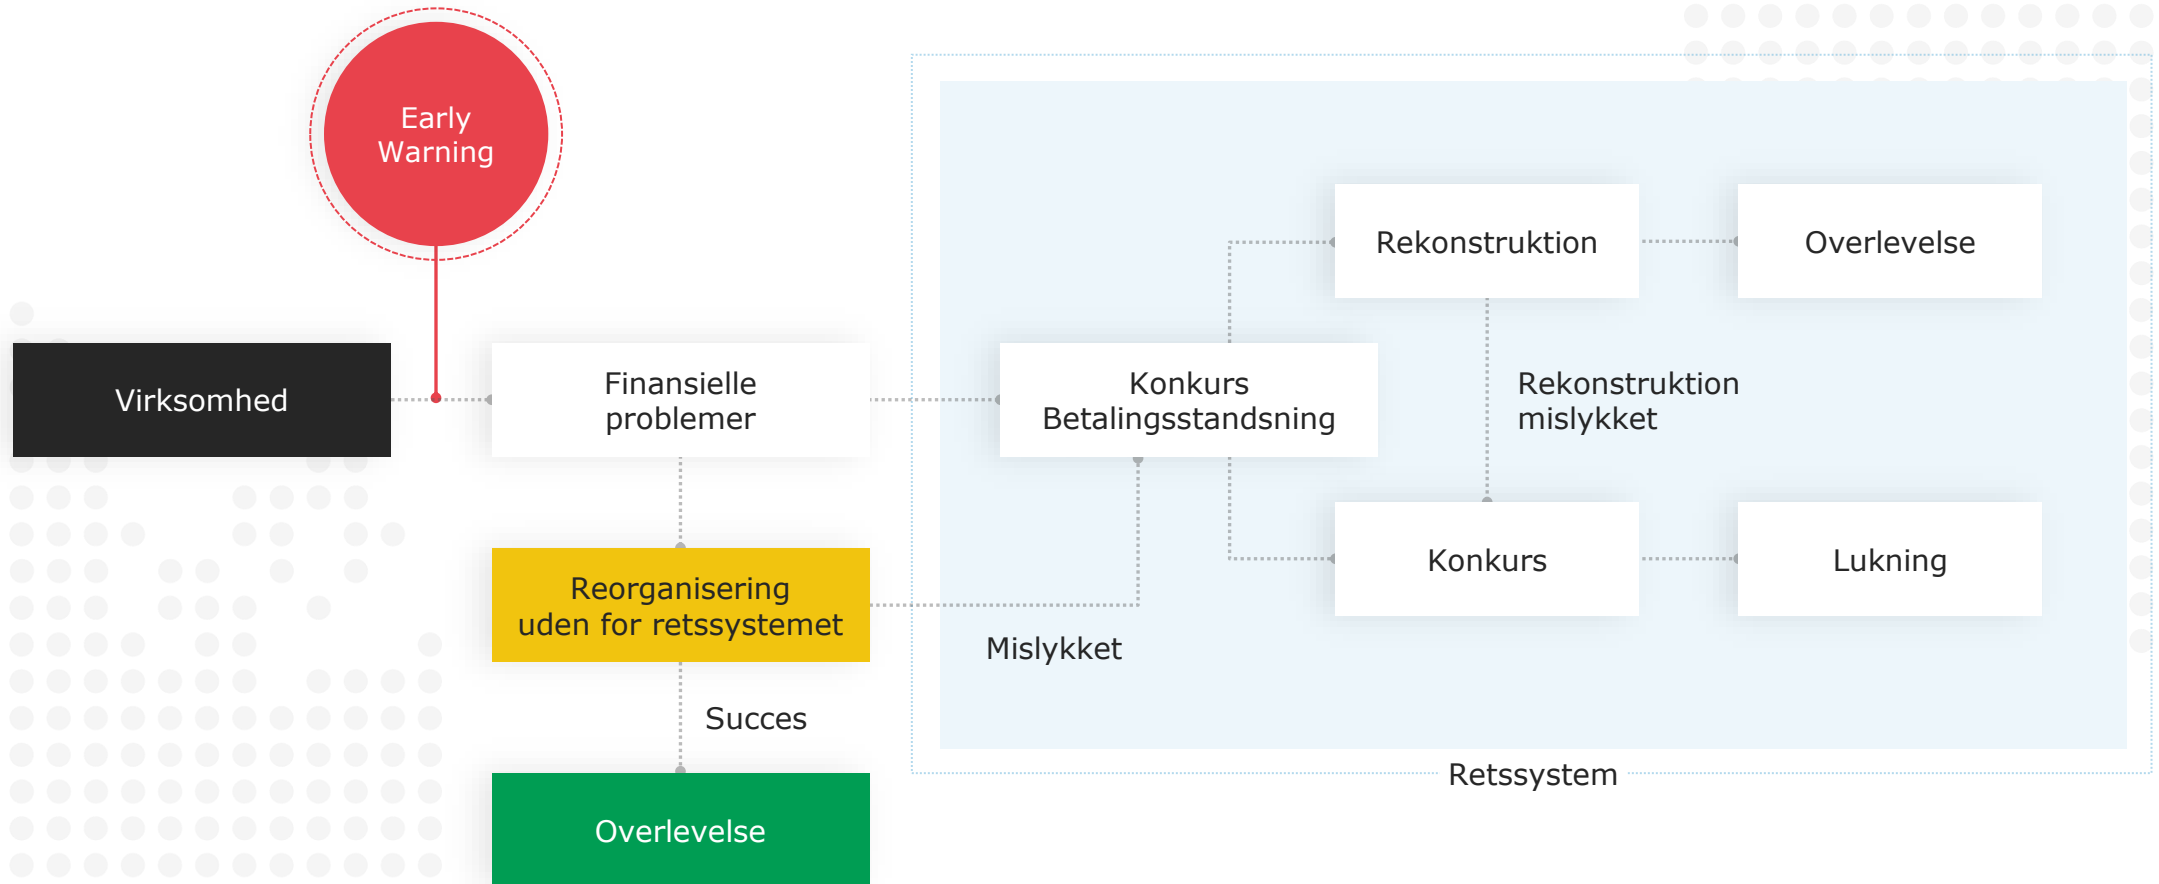 Early
Warning
Virksomhed
Finansielle
problemer
Konkurs
Betalingsstandsning
Rekonstruktion
Overlevelse
Rekonstruktion
mislykket
Konkurs
Lukning
Reorganisering
uden for retssystemet
Mislykket
Succes
Retssystem
Overlevelse